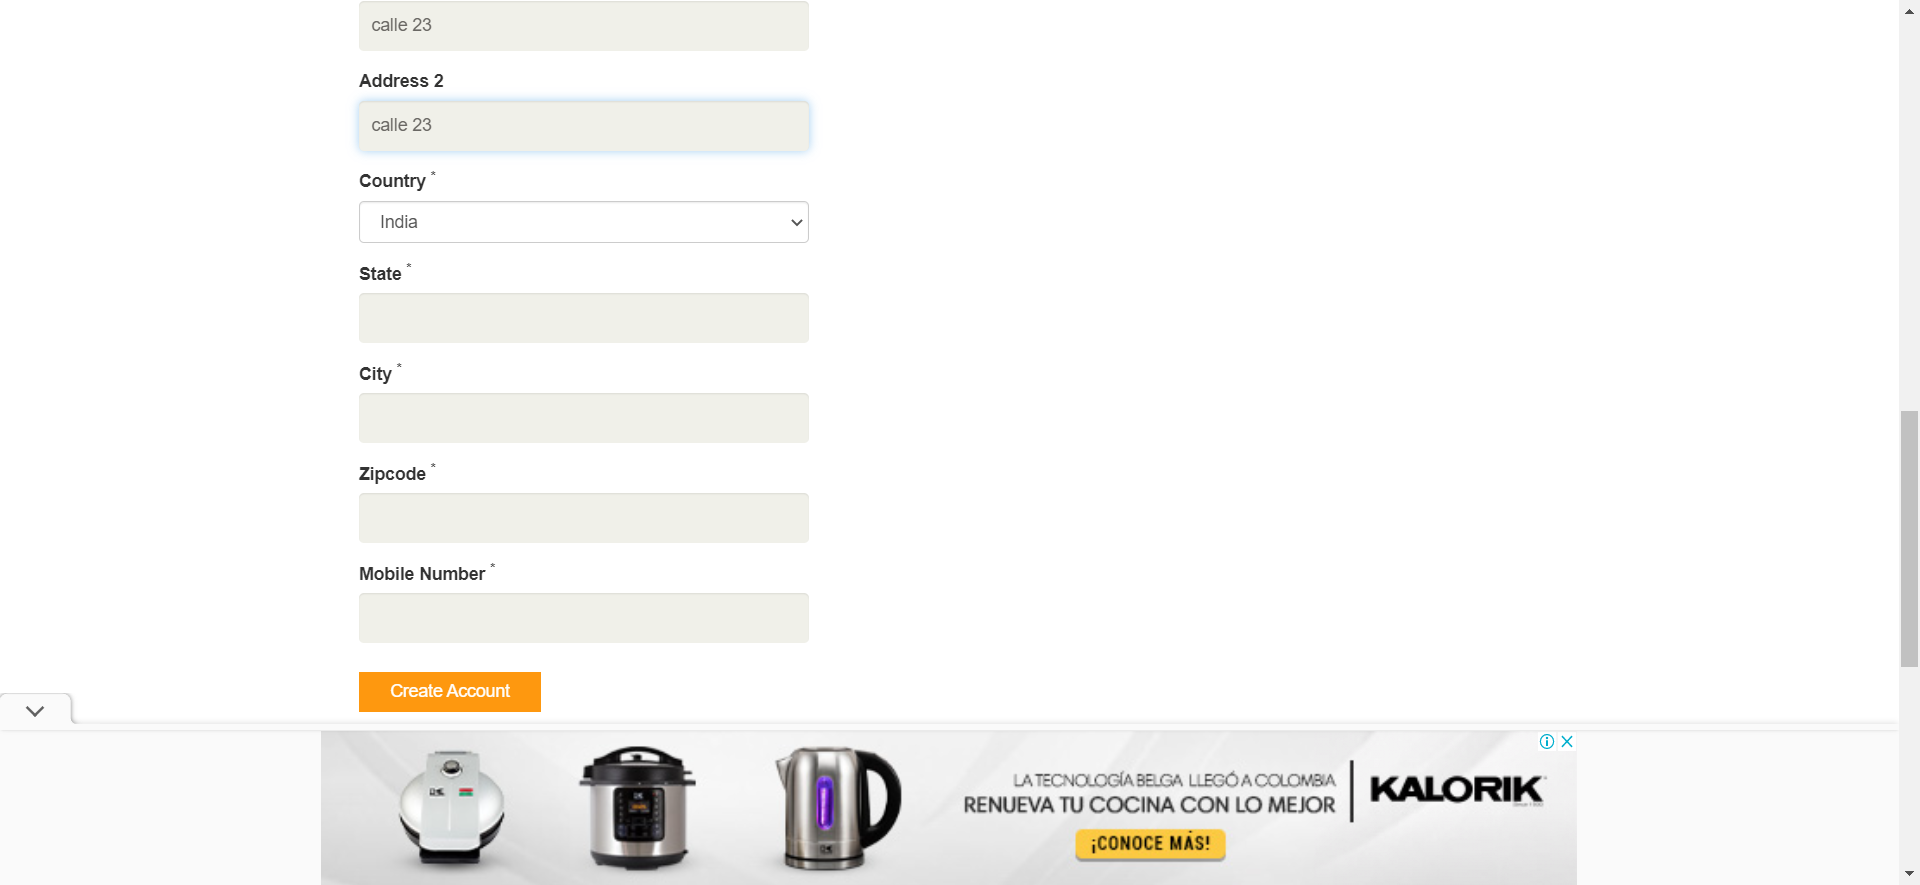 calle 23
Address 2
calle 23
Country *
India
State *
City *
Zipcode *
Mobile Number *
Create Account
LA TECNOLOGÍA BELGA LLEGÓ A COLOMBIA
RENUEVA TU COCINA CON LO MEJOR
¡CONOCE MÁS!
KALORIK